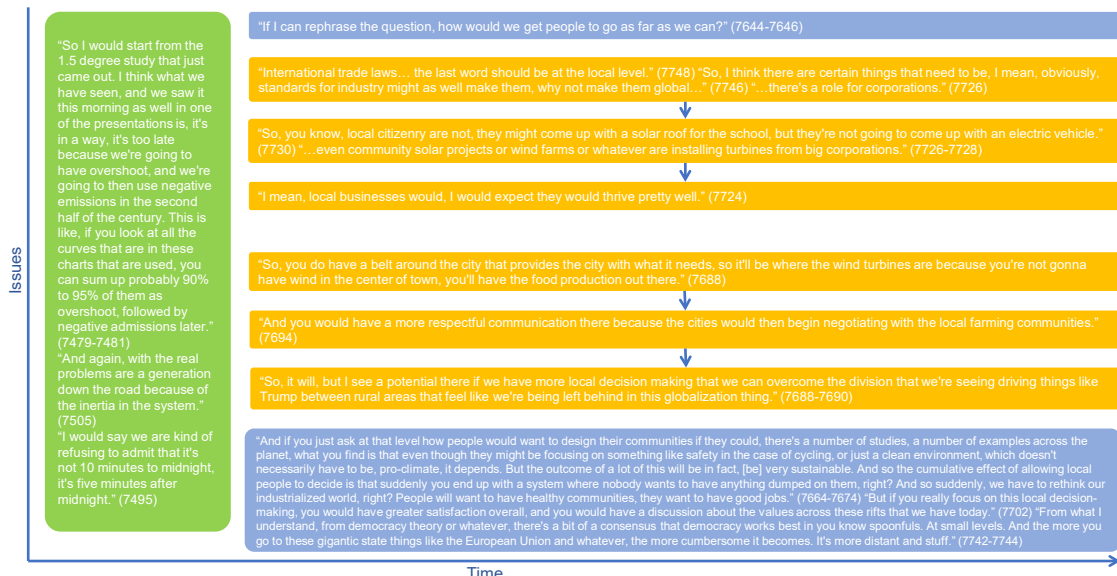 Issues
“So I would start from the
1.5 degree study that just
came out. I think what we
have seen, and we saw it
this morning as well in one
of the presentations is, it's
in a way, it's too late
because we're going to
have overshoot, and we're
going to then use negative
emissions in the second
half of the century. This is
like, if you look at all the
curves that are in these
charts that are used, you
can sum up probably 90%
to 95% of them as
overshoot, followed by
negative admissions later.”
(7479-7481)
“And again, with the real
problems are a generation
down the road because of
the inertia in the system.”
(7505)
“I would say we are kind of
refusing to admit that it's
not 10 minutes to midnight,
it's five minutes after
midnight.” (7495)
“If I can rephrase the question, how would we get people to go as far as we can?” (7644-7646)
“International trade laws… the last word should be at the local level.” (7748) “So, I think there are certain things that need to be, I mean, obviously,
standards for industry might as well make them, why not make them global…” (7746) “…there's a role for corporations.” (7726)
“So, you know, local citizenry are not, they might come up with a solar roof for the school, but they're not going to come up with an electric vehicle.”
(7730) “…even community solar projects or wind farms or whatever are installing turbines from big corporations.” (7726-7728)
“I mean, local businesses would, I would expect they would thrive pretty well.” (7724)
“So, you do have a belt around the city that provides the city with what it needs, so it'll be where the wind turbines are because you're not gonna
have wind in the center of town, you'll have the food production out there.” (7688)
“And you would have a more respectful communication there because the cities would then begin negotiating with the local farming communities.”
(7694)
“So, it will, but I see a potential there if we have more local decision making that we can overcome the division that we're seeing driving things like
Trump between rural areas that feel like we're being left behind in this globalization thing.” (7688-7690)
“And if you just ask at that level how people would want to design their communities if they could, there's a number of studies, a number of examples across the
planet, what you find is that even though they might be focusing on something like safety in the case of cycling, or just a clean environment, which doesn't
necessarily have to be, pro-climate, it depends. But the outcome of a lot of this will be in fact, [be] very sustainable. And so the cumulative effect of allowing local
people to decide is that suddenly you end up with a system where nobody wants to have anything dumped on them, right? And so suddenly, we have to rethink our
industrialized world, right? People will want to have healthy communities, they want to have good jobs.” (7664-7674) “But if you really focus on this local decision-
making, you would have greater satisfaction overall, and you would have a discussion about the values across these rifts that we have today.” (7702) “From what I
understand, from democracy theory or whatever, there's a bit of a consensus that democracy works best in you know spoonfuls. At small levels. And the more you
go to these gigantic state things like the European Union and whatever, the more cumbersome it becomes. It's more distant and stuff.” (7742-7744)
Time